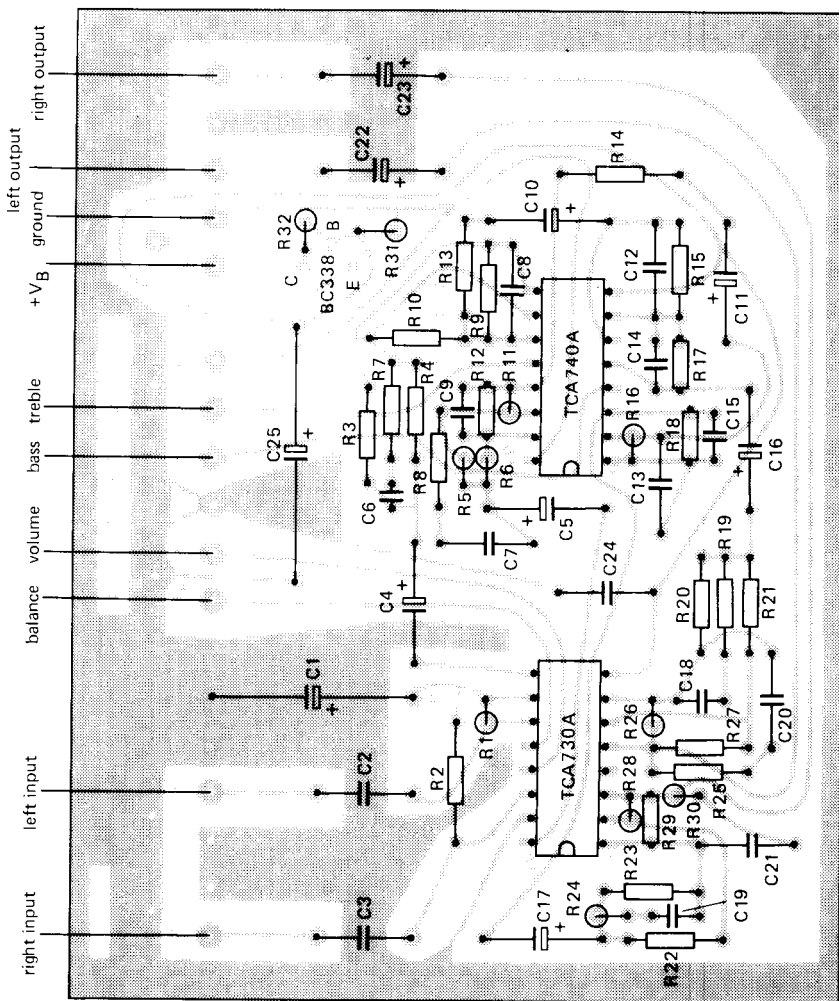 right output
left output
ground
+VB
treble
bass
volume
balance
left input
right input
C23
+
C22
+
R32
B
C
BC338
E
R31
R14
C10
+
R13
R9
C8
R10
C12
R15
C11
+
C25
+
R7
R4
R3
R8
C6
C9
R12
R11
R5
R6
TCA740A
C14
R17
R16
R18
C15
C13
C16
+
C5
+
C7
C24
C4
+
C1
+
C2
C3
R1
R2
TCA730A
R20
R19
R21
C18
R26
R27
C20
R28
R25
R30
R29
R23
C21
C17
+
R24
C19
R22